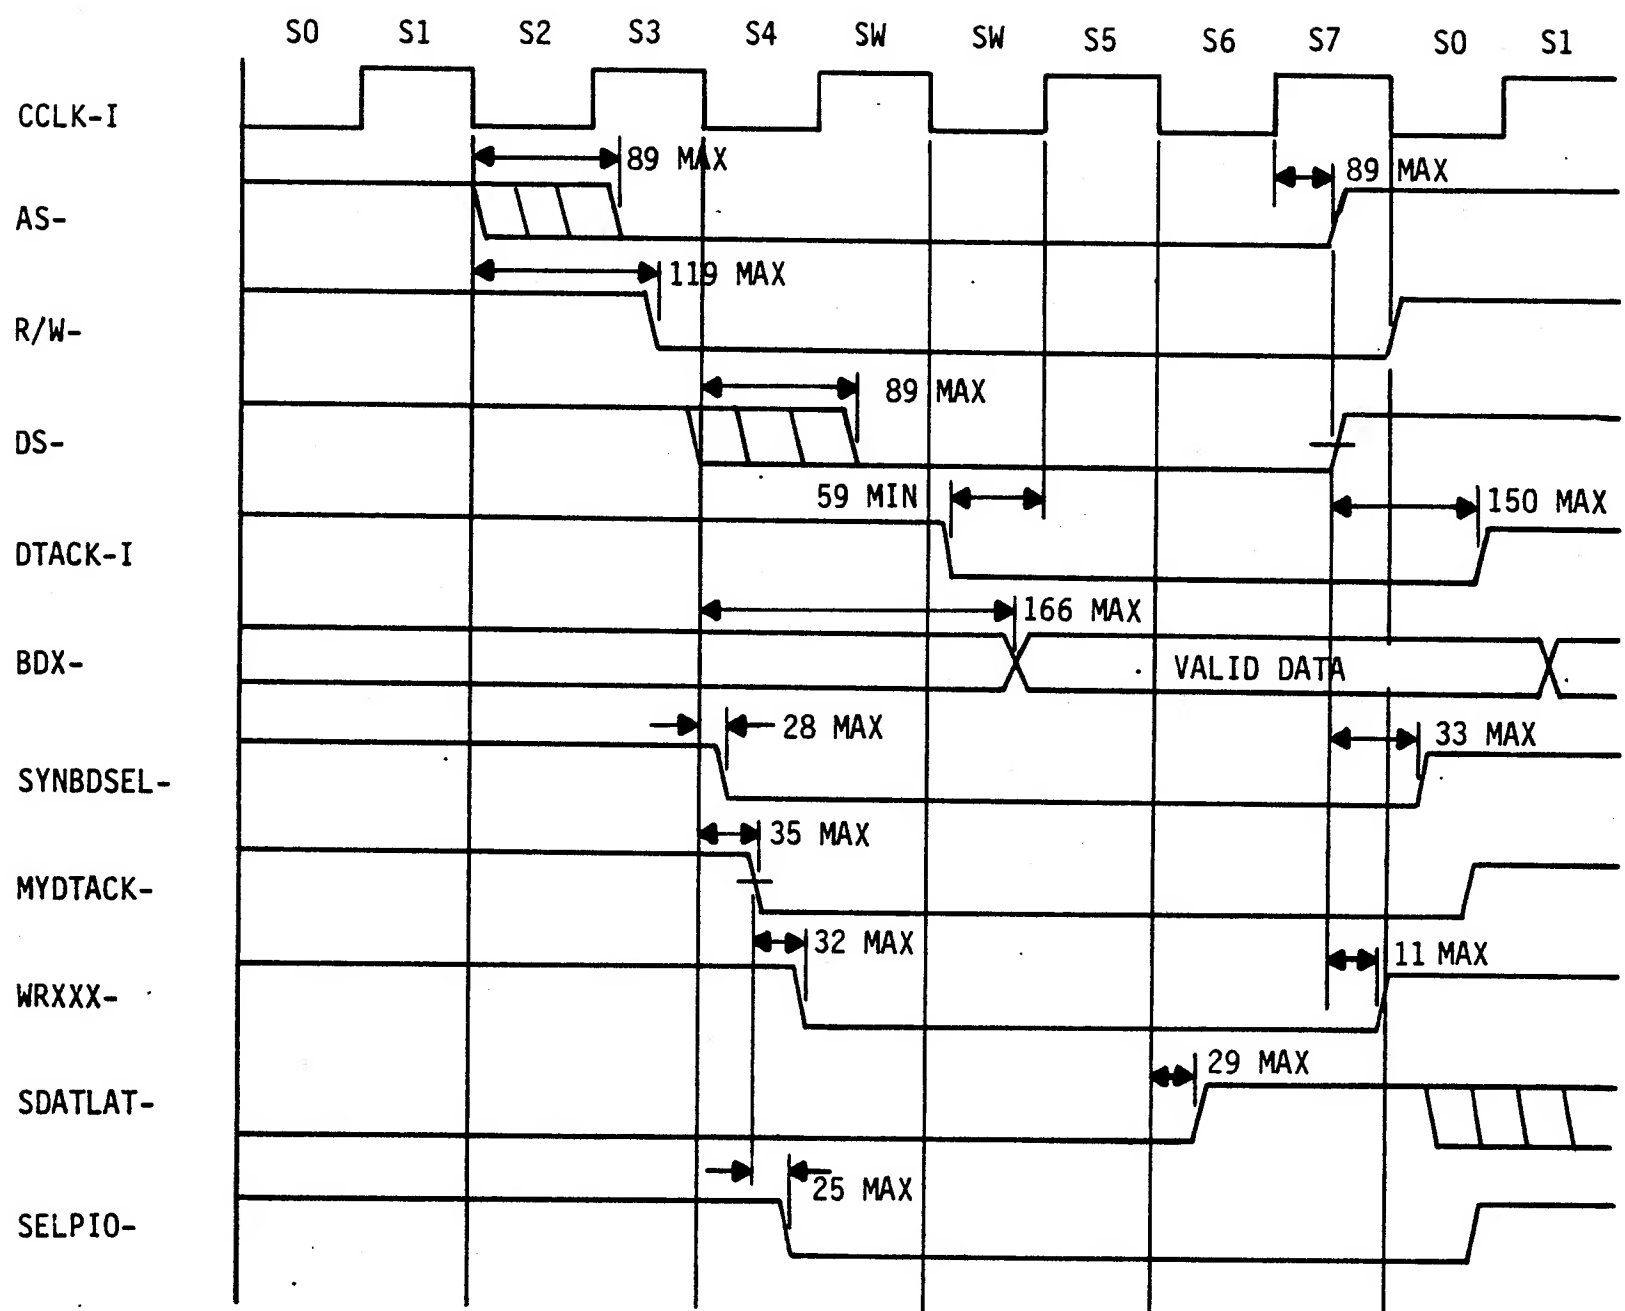 S0 S1 S2 S3 S4 SW SW S5 S6 S7 S0 S1
CCLK-I
89 MAX 89 MAX
AS-
119 MAX
R/W-
89 MAX
DS-
59 MIN 150 MAX
DTACK-I
166 MAX
BDX- VALID DATA
28 MAX 33 MAX
SYNBDSEL-
35 MAX
MYDTACK-
32 MAX 11 MAX
WRXXX-
29 MAX
SDATLAT-
25 MAX
SELPIO-